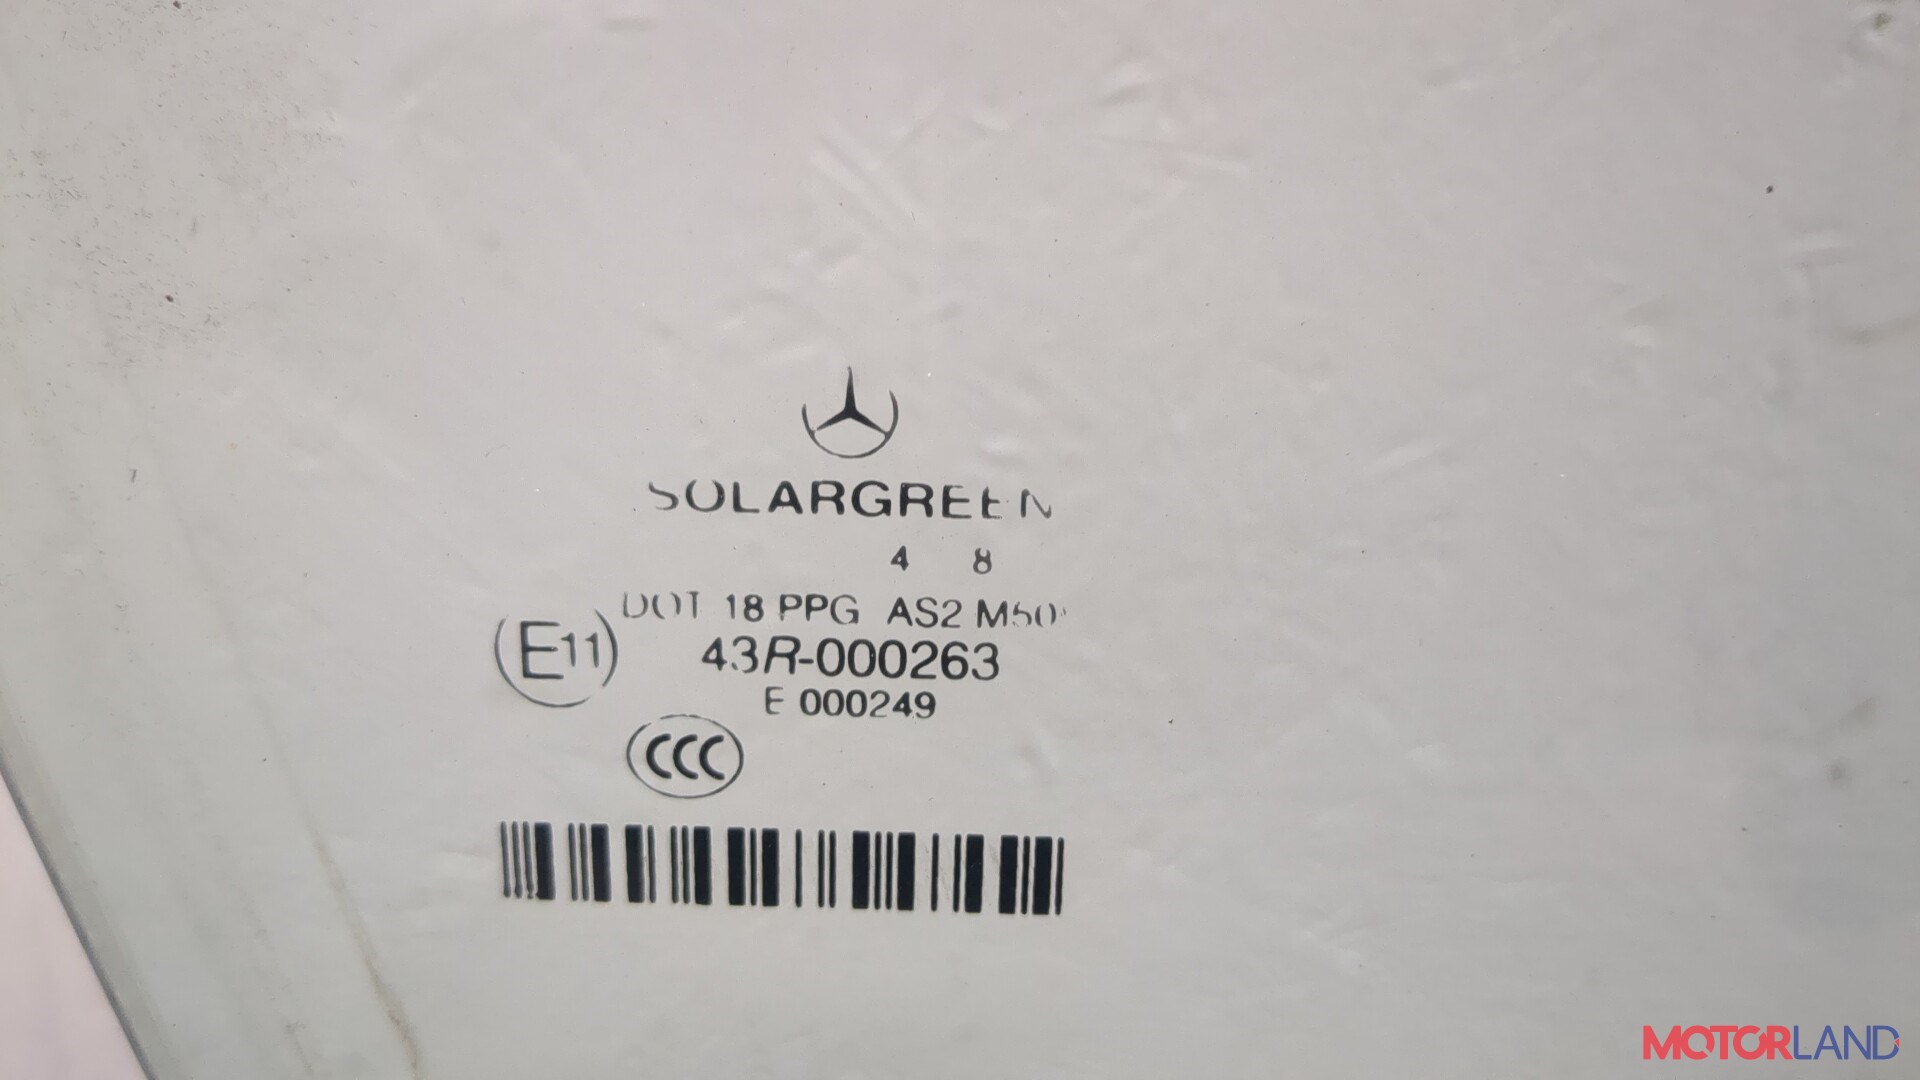 SOLARGREEN
4 8
DOT 18 PPG AS2
E11
43R-000263
E 000249
CCC
MOTORLAND